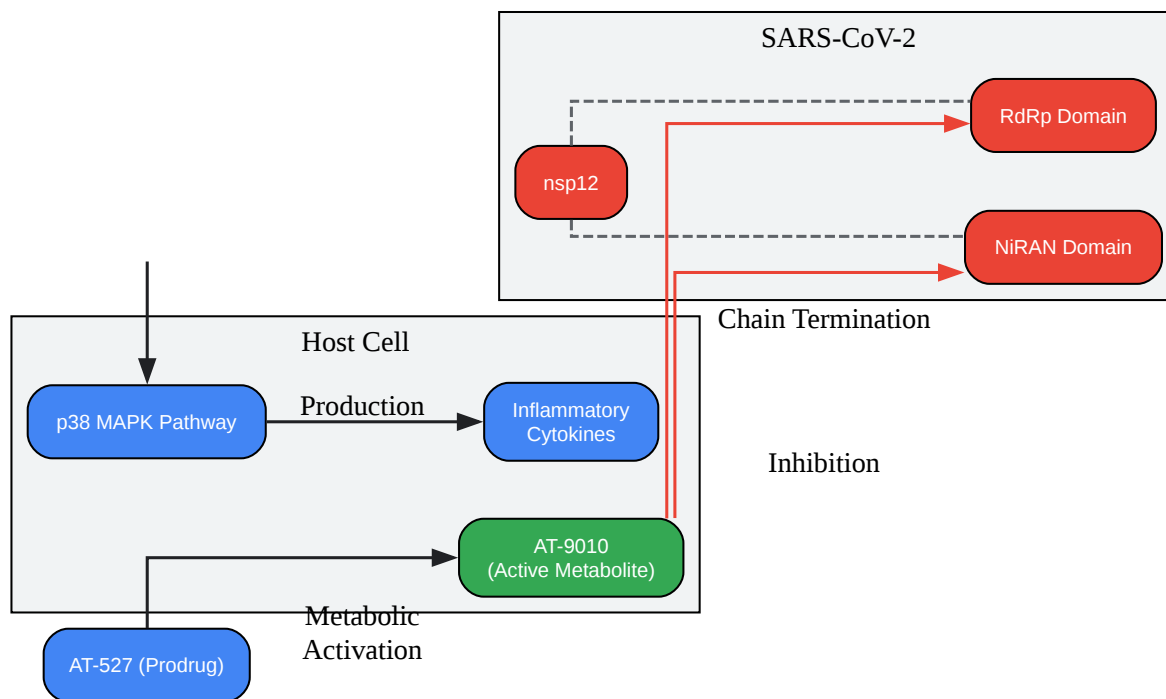 SARS-CoV-2
RdRp Domain
nsp12
NiRAN Domain
Chain Termination
Host Cell
p38 MAPK Pathway
Production
Inflammatory
Cytokines
Inhibition
AT-9010
(Active Metabolite)
Metabolic
Activation
AT-527 (Prodrug)